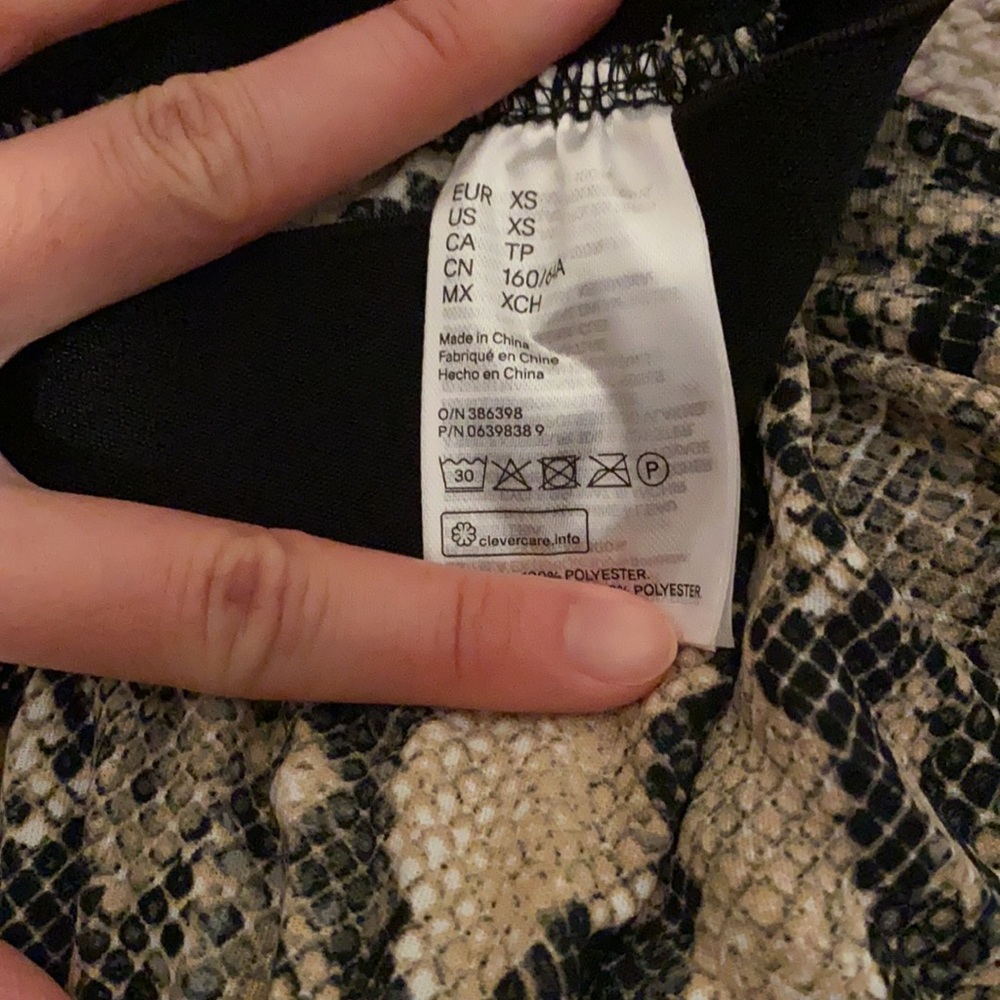 EUR XS
US XS
CA TP
CN 160/64A
MX XCH
Made in China
Fabriqué en Chine
Hecho en China
O/N 386398
P/N 0639838 9
30
P
clevercare.info
POLYESTER.
POLYESTER